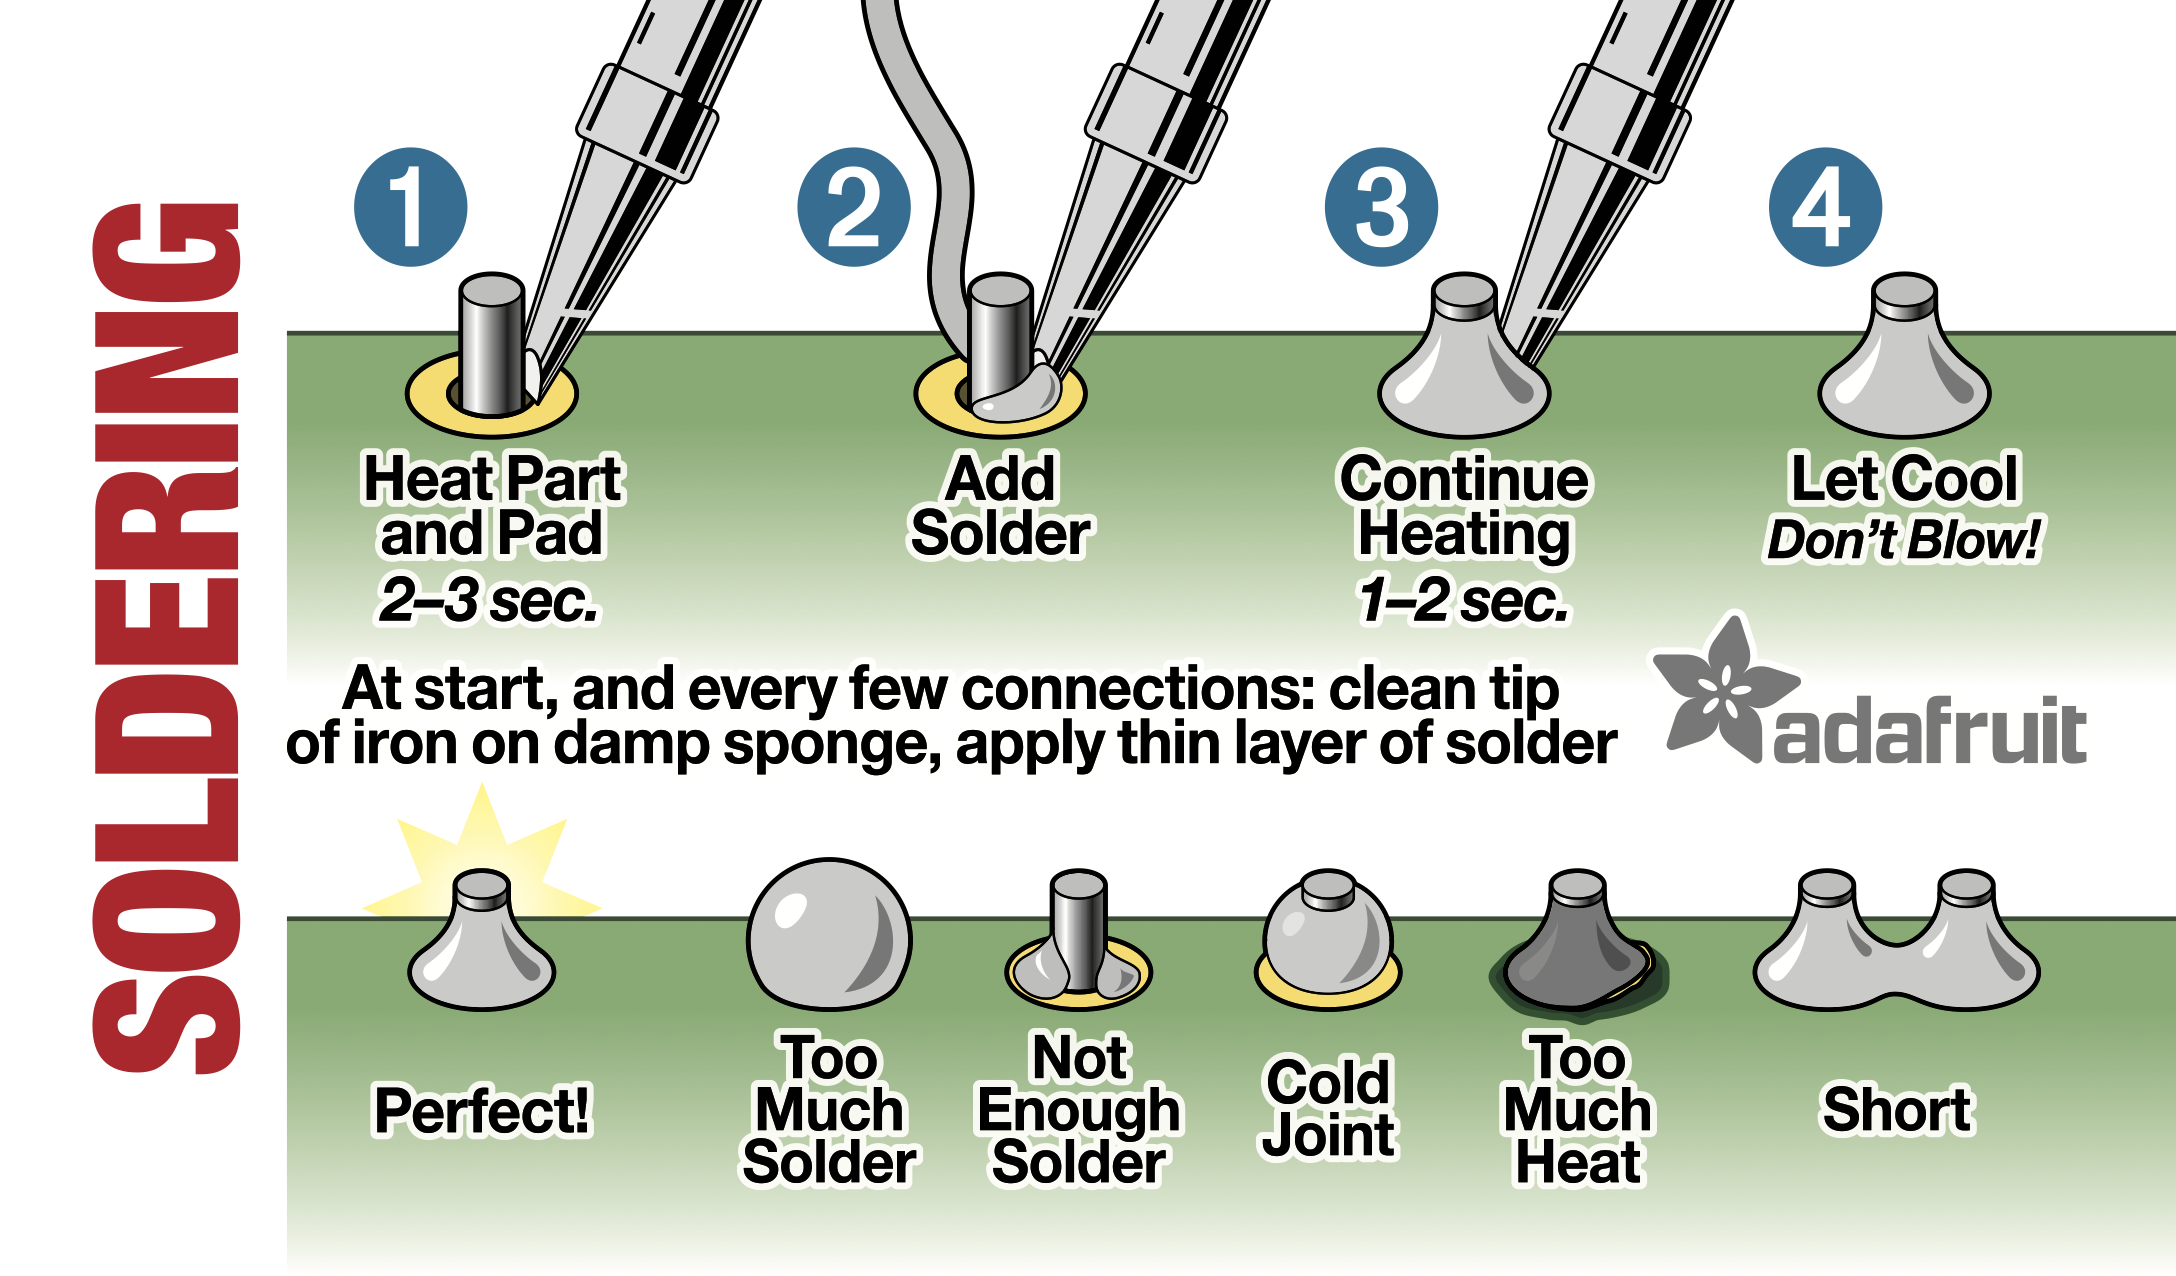 SOLDERING
1
Heat Part
and Pad
2–3 sec.
2
Add
Solder
3
Continue
Heating
1–2 sec.
4
Let Cool
Don’t Blow!
At start, and every few connections: clean tip
of iron on damp sponge, apply thin layer of solder
adafruit
Perfect!
Too
Much
Solder
Not
Enough
Solder
Cold
Joint
Too
Much
Heat
Short